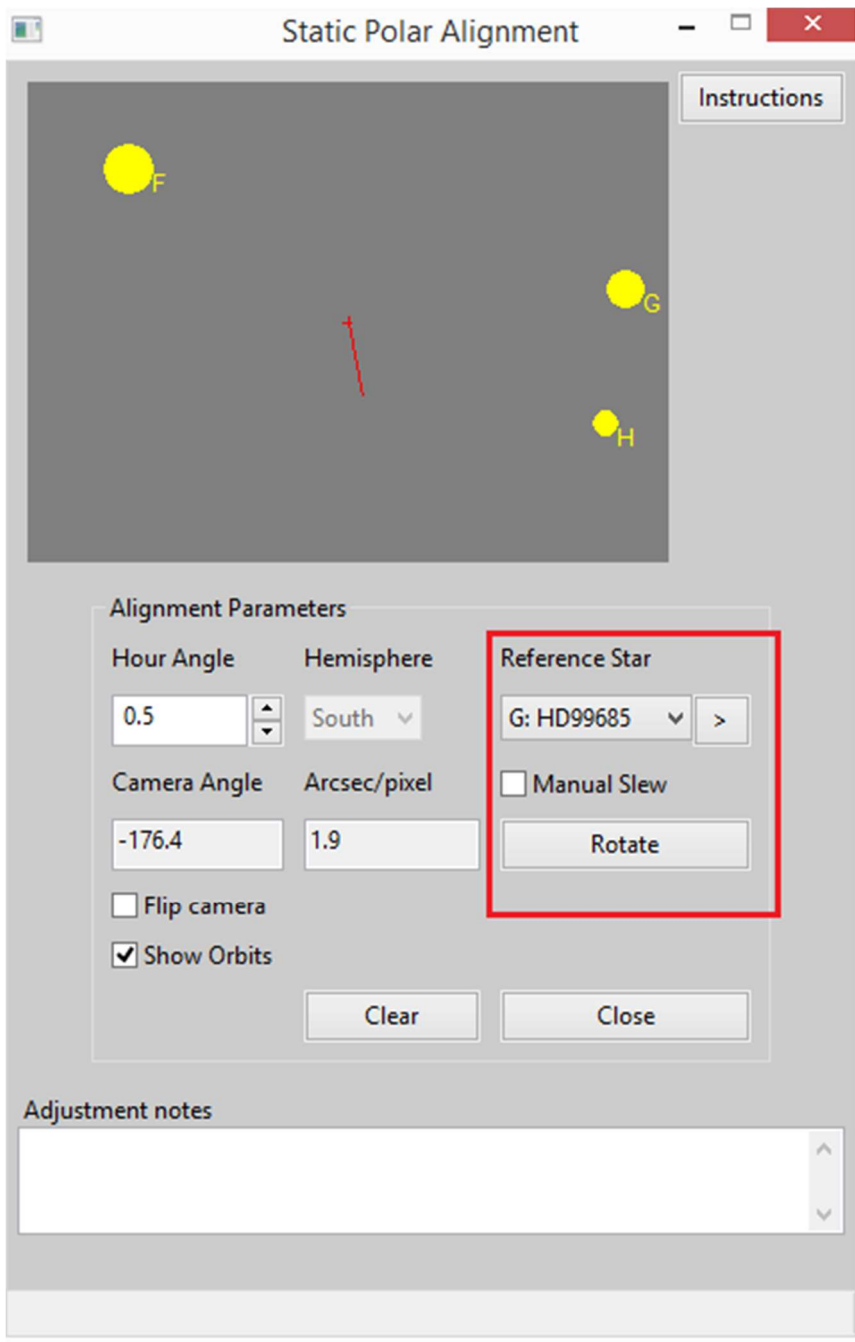 Static Polar Alignment
Instructions
F
G
H
Alignment Parameters
Hour Angle Hemisphere Reference Star
0.5 South G: HD99685 >
Camera Angle Arcsec/pixel Manual Slew
-176.4 1.9 Rotate
Flip camera
Show Orbits
Clear Close
Adjustment notes